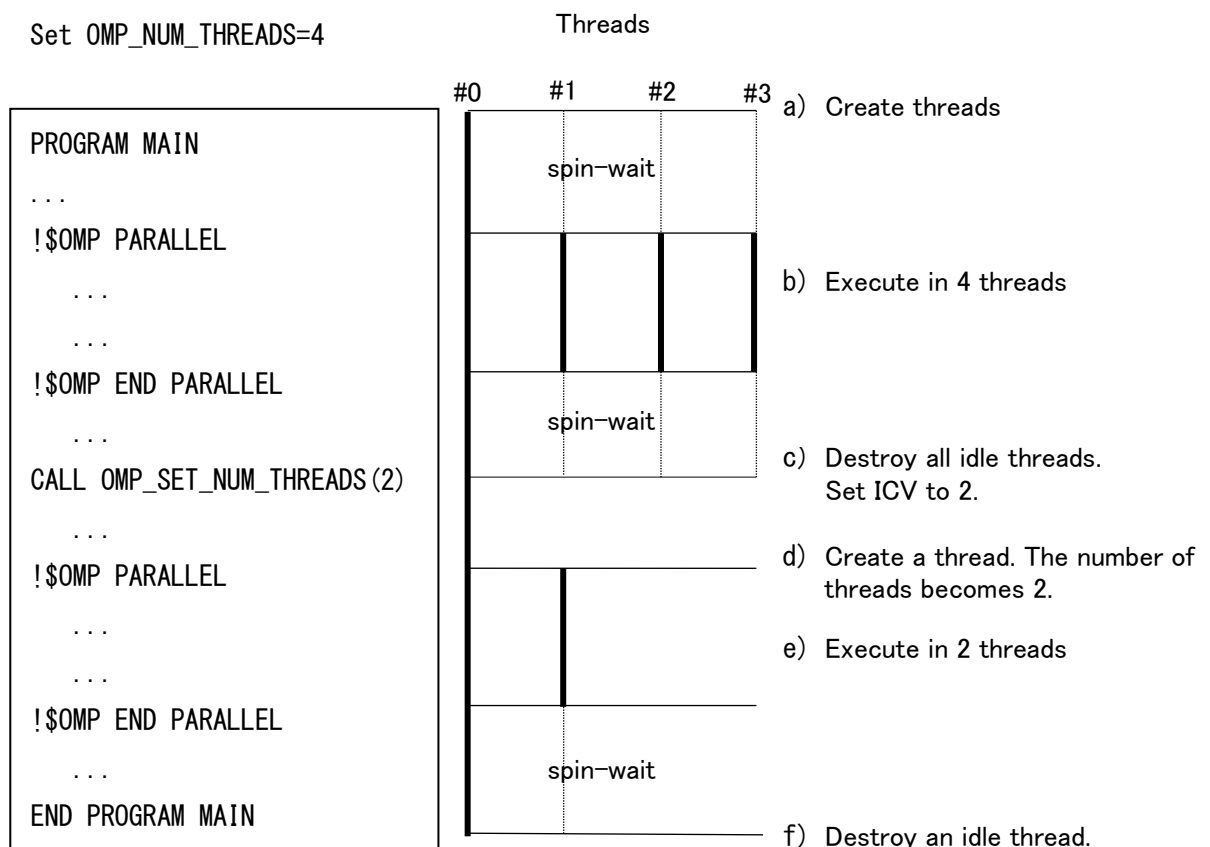 Set OMP_NUM_THREADS=4
Threads
#0 #1 #2 #3
PROGRAM MAIN
...
!$OMP PARALLEL
...
...
!$OMP END PARALLEL
...
CALL OMP_SET_NUM_THREADS(2)
...
!$OMP PARALLEL
...
...
!$OMP END PARALLEL
...
END PROGRAM MAIN
spin-wait
spin-wait
spin-wait
a) Create threads
b) Execute in 4 threads
c) Destroy all idle threads.
Set ICV to 2.
d) Create a thread. The number of
threads becomes 2.
e) Execute in 2 threads
f) Destroy an idle thread.